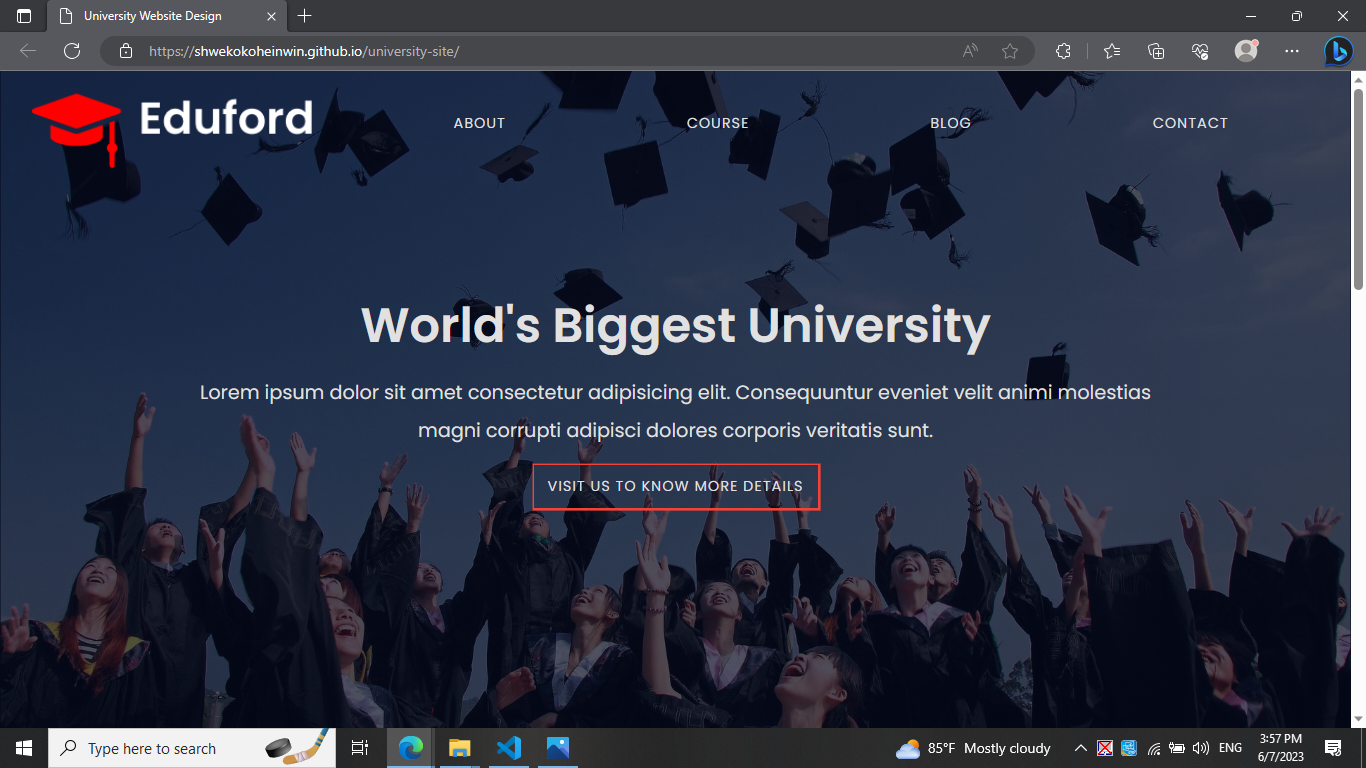 University Website Design
https://shwekokoheinwin.github.io/university-site/
Eduford
ABOUT
COURSE
BLOG
CONTACT
World's Biggest University
Lorem ipsum dolor sit amet consectetur adipisicing elit. Consequuntur eveniet velit animi molestias
magni corrupti adipisci dolores corporis veritatis sunt.
VISIT US TO KNOW MORE DETAILS
Type here to search
85°F Mostly cloudy
ENG
3:57 PM
6/7/2023